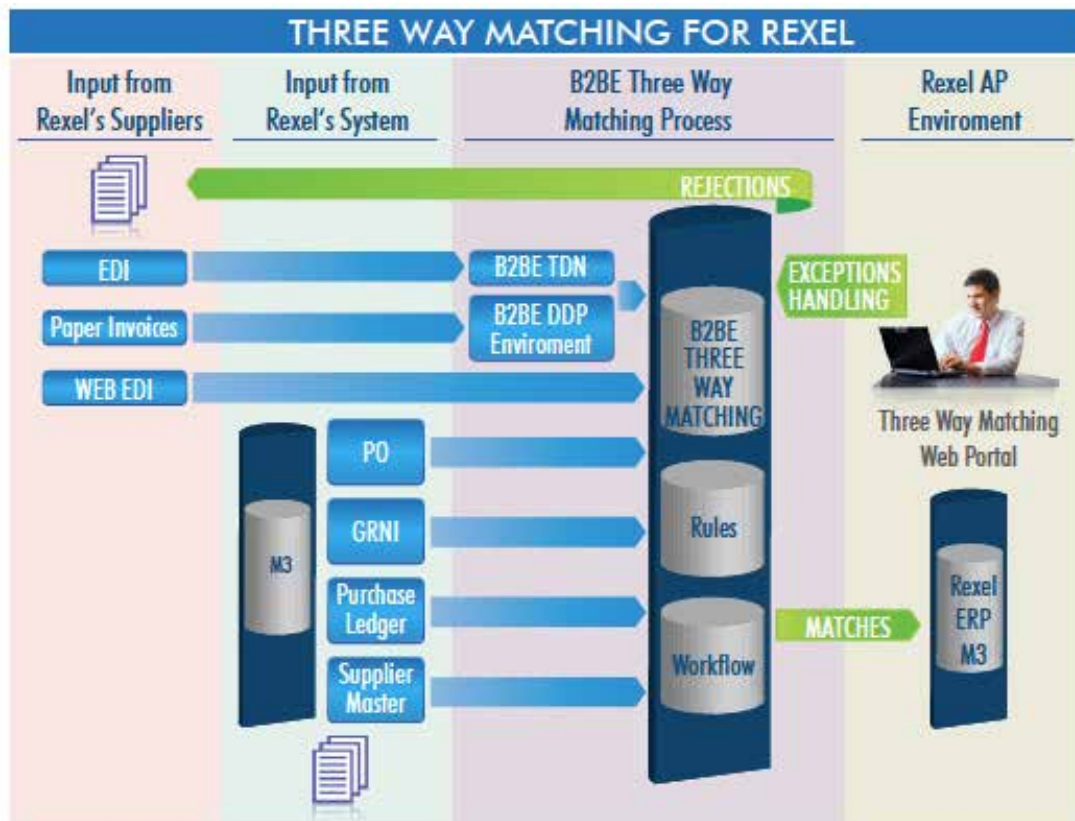 THREE WAY MATCHING FOR REXEL
Input from
Rexel's Suppliers
Input from
Rexel's System
B2BE Three Way
Matching Process
Rexel AP
Enviroment
REJECTIONS
EDI
B2BE TDN
EXCEPTIONS
HANDLING
Paper Invoices
B2BE DDP
Enviroment
B2BE
THREE
WAY
MATCHING
WEB EDI
Three Way Matching
Web Portal
PO
M3
GRNI
Rules
Purchase
Ledger
MATCHES
Rexel
ERP
M3
Supplier
Master
Workflow